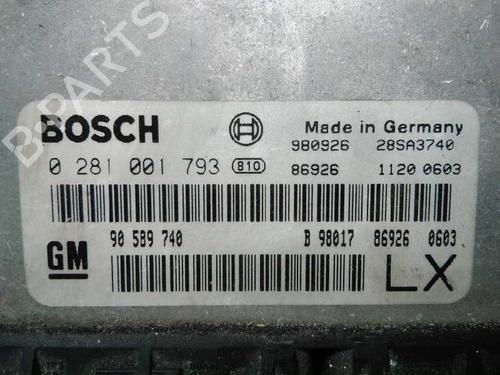 B-PARTS
BOSCH Made in Germany
980926 28SA3740
0 281 001 793 810 86926 1120 0603
GM 90 589 740 B 98017 86926 0603
LX